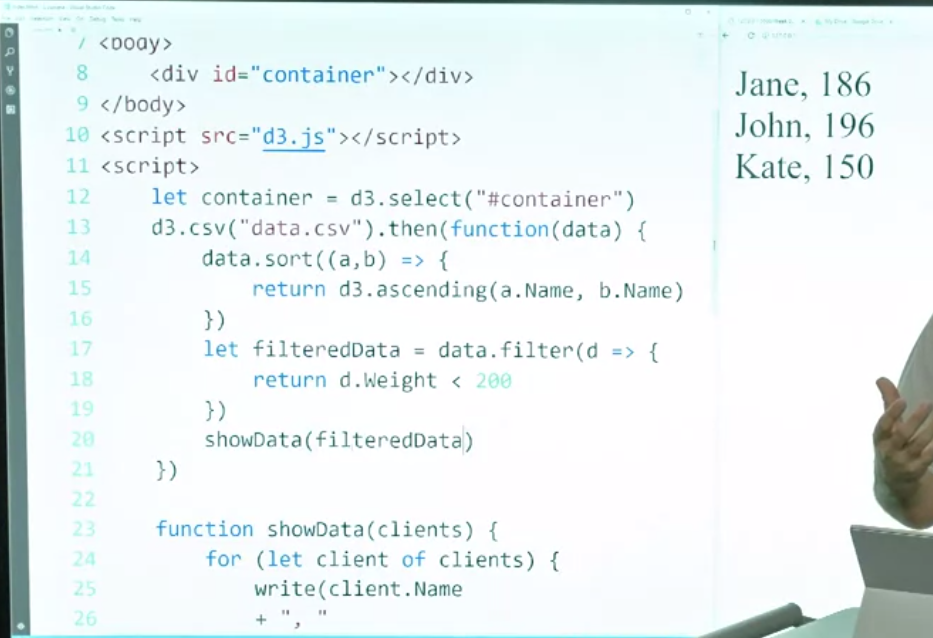 7 <body>
8 <div id="container"></div>
9 </body>
10 <script src="d3.js"></script>
11 <script>
12 let container = d3.select("#container")
13 d3.csv("data.csv").then(function(data) {
14 data.sort((a,b) => {
15 return d3.ascending(a.Name, b.Name)
16 })
17 let filteredData = data.filter(d => {
18 return d.Weight < 200
19 })
20 showData(filteredData)
21 })
22
23 function showData(clients) {
24 for (let client of clients) {
25 write(client.Name
26 + ", "
Jane, 186
John, 196
Kate, 150